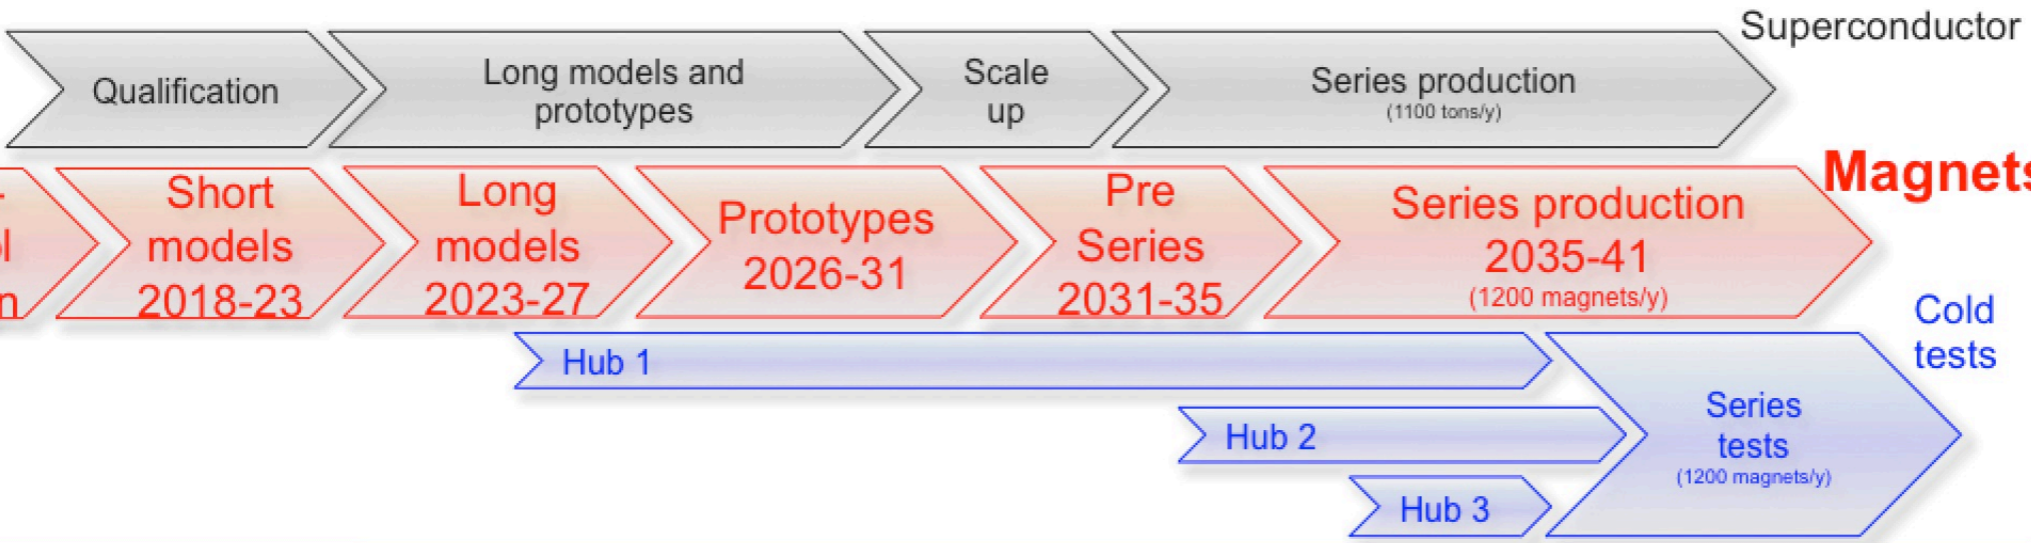 Superconductor
Qualification
Long models and
prototypes
Scale
up
Series production
(1100 tons/y)
Magnets
Short
models
2018-23
Long
models
2023-27
Prototypes
2026-31
Pre
Series
2031-35
Series production
2035-41
(1200 magnets/y)
Cold
tests
Hub 1
Hub 2
Hub 3
Series
tests
(1200 magnets/y)